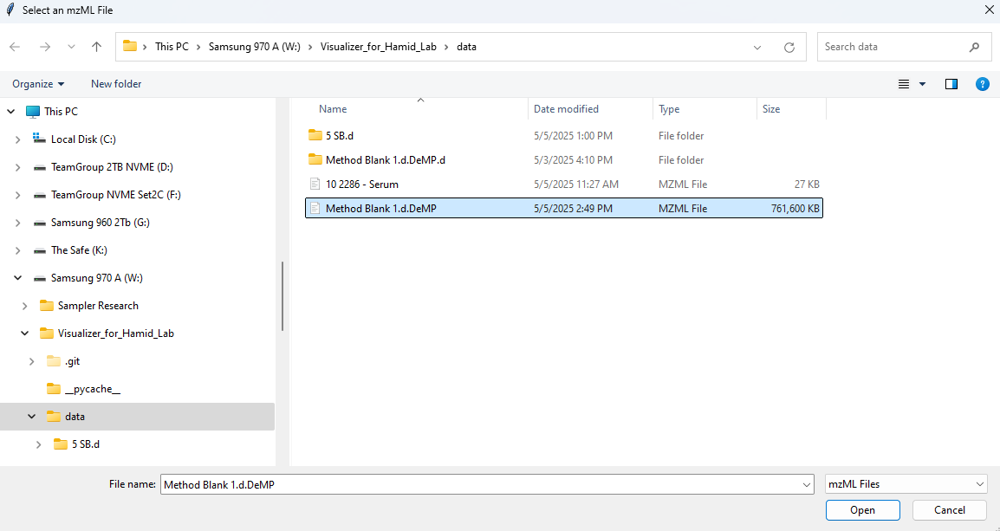 Select an mzML File
This PC Samsung 970 A (W:) Visualizer_for_Hamid_Lab data
Search data
Organize New folder
?
This PC
Local Disk (C:)
TeamGroup 2TB NVME (D:)
TeamGroup NVME Set2C (F:)
Samsung 960 2Tb (G:)
The Safe (K:)
Samsung 970 A (W:)
Sampler Research
Visualizer_for_Hamid_Lab
.git
__pycache__
data
5 SB.d
Name Date modified Type Size
5 SB.d 5/5/2025 1:00 PM File folder
Method Blank 1.d.DeMP.d 5/3/2025 4:10 PM File folder
10 2286 - Serum 5/5/2025 11:27 AM MZML File 27 KB
Method Blank 1.d.DeMP 5/5/2025 2:49 PM MZML File 761,600 KB
File name: Method Blank 1.d.DeMP mzML Files
Open Cancel